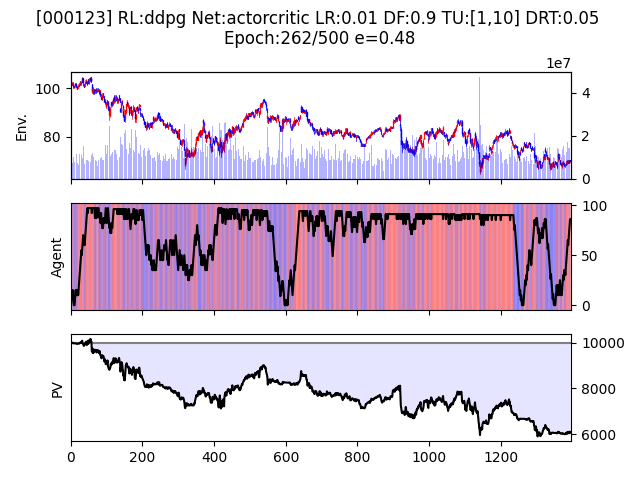 [000123] RL:ddpg Net:actorcritic LR:0.01 DF:0.9 TU:[1,10] DRT:0.05
Epoch:262/500 e=0.48
1e7
100
80
Env.
4
2
0
Agent
100
50
0
PV
10000
8000
6000
0 200 400 600 800 1000 1200